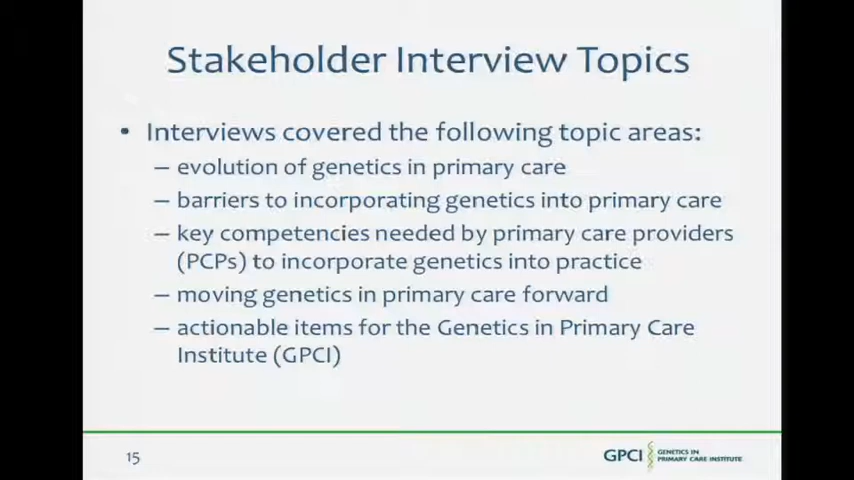 Stakeholder Interview Topics
• Interviews covered the following topic areas:
– evolution of genetics in primary care
– barriers to incorporating genetics into primary care
– key competencies needed by primary care providers
(PCPs) to incorporate genetics into practice
– moving genetics in primary care forward
– actionable items for the Genetics in Primary Care
Institute (GPCI)
15
GPCI
GENETICS IN
PRIMARY CARE INSTITUTE